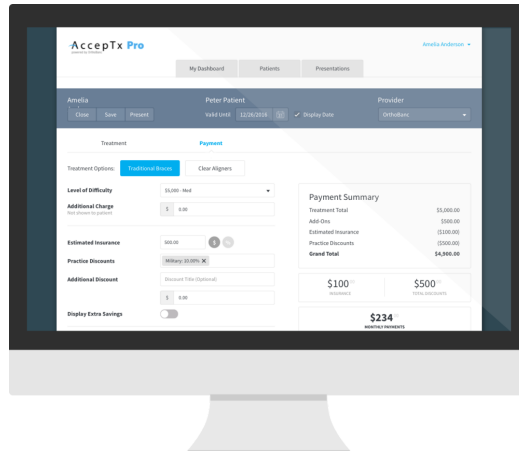 AccepTx Pro
Amelia Anderson
My Dashboard Patients Presentations
Amelia Peter Patient Provider
Close Save Present Valid Until 12/26/2016 Display Date Orthodianc
Treatment Payment
Treatment Options: Traditional Braces Clear Aligners
Level of Difficulty $5,000 - Med
Additional Charge $ 0.00
Not shown to patient
Estimated Insurance 500.00 $ %
Practice Discounts Military: 10.00% X
Additional Discount Discount Title (Optional)
$ 0.00
Display Extra Savings
Payment Summary
Treatment Total $5,000.00
Add-Ons $500.00
Estimated Insurance ($100.00)
Practice Discounts ($500.00)
Grand Total $4,900.00
$100 $500
INSURANCE TOTAL DISCOUNTS
$234
MONTHLY PAYMENTS